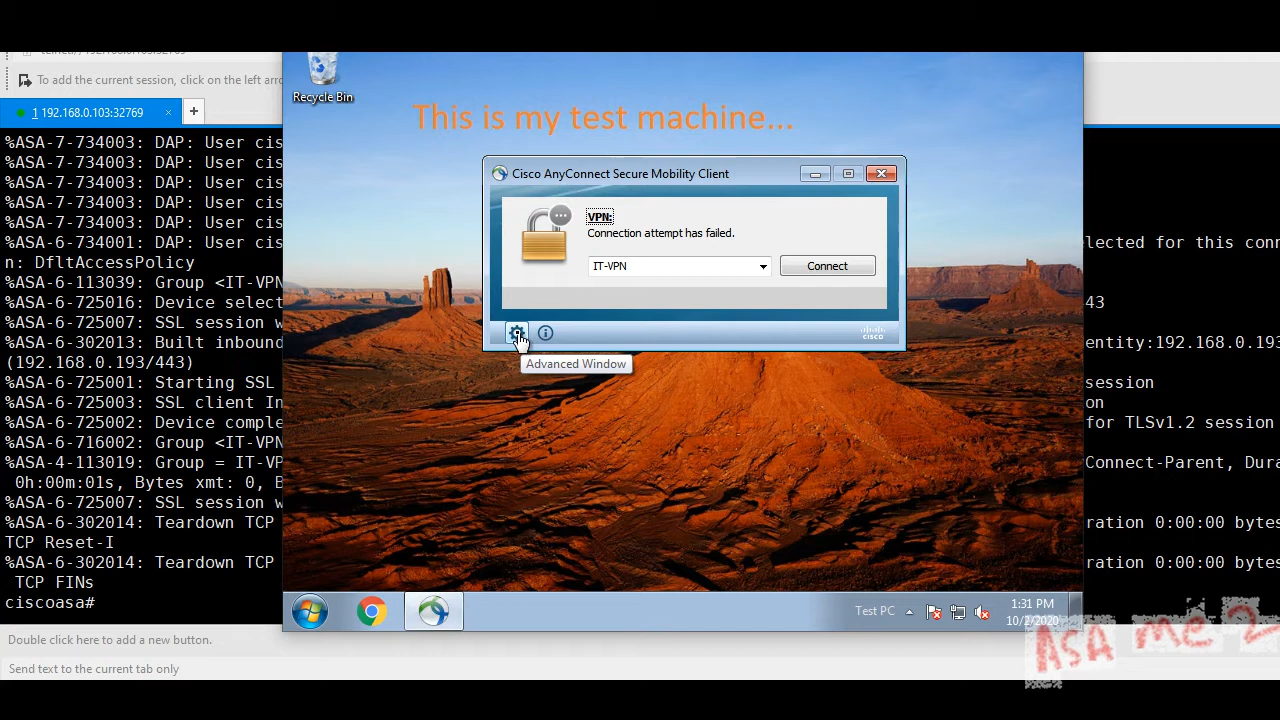 To add the current session, click on the left arro
1 192.168.0.103:32769
× +
%ASA-7-734003: DAP: User cis
%ASA-7-734003: DAP: User cis
%ASA-7-734003: DAP: User cis
%ASA-7-734003: DAP: User cis
%ASA-7-734003: DAP: User cis
%ASA-6-734001: DAP: User cis
n: DfltAccessPolicy
%ASA-6-113039: Group <IT-VPN
%ASA-6-725016: Device select
%ASA-6-725007: SSL session w
%ASA-6-302013: Built inbound
(192.168.0.193/443)
%ASA-6-725001: Starting SSL
%ASA-6-725003: SSL client In
%ASA-6-725002: Device comple
%ASA-6-716002: Group <IT-VPN
%ASA-4-113019: Group = IT-VP
0h:00m:01s, Bytes xmt: 0, B
%ASA-6-725007: SSL session w
%ASA-6-302014: Teardown TCP
TCP Reset-I
%ASA-6-302014: Teardown TCP
TCP FINs
ciscoasa#
Double click here to add a new button.
Send text to the current tab only
Recycle Bin
This is my test machine...
Cisco AnyConnect Secure Mobility Client
VPN:
Connection attempt has failed.
IT-VPN
Connect
cisco
Advanced Window
Test PC
1:31 PM
10/2/2020
lected for this conn
43
entity:192.168.0.193
session
on
for TLSv1.2 session
Connect-Parent, Dura
ration 0:00:00 bytes
ration 0:00:00 bytes
ASA me 2